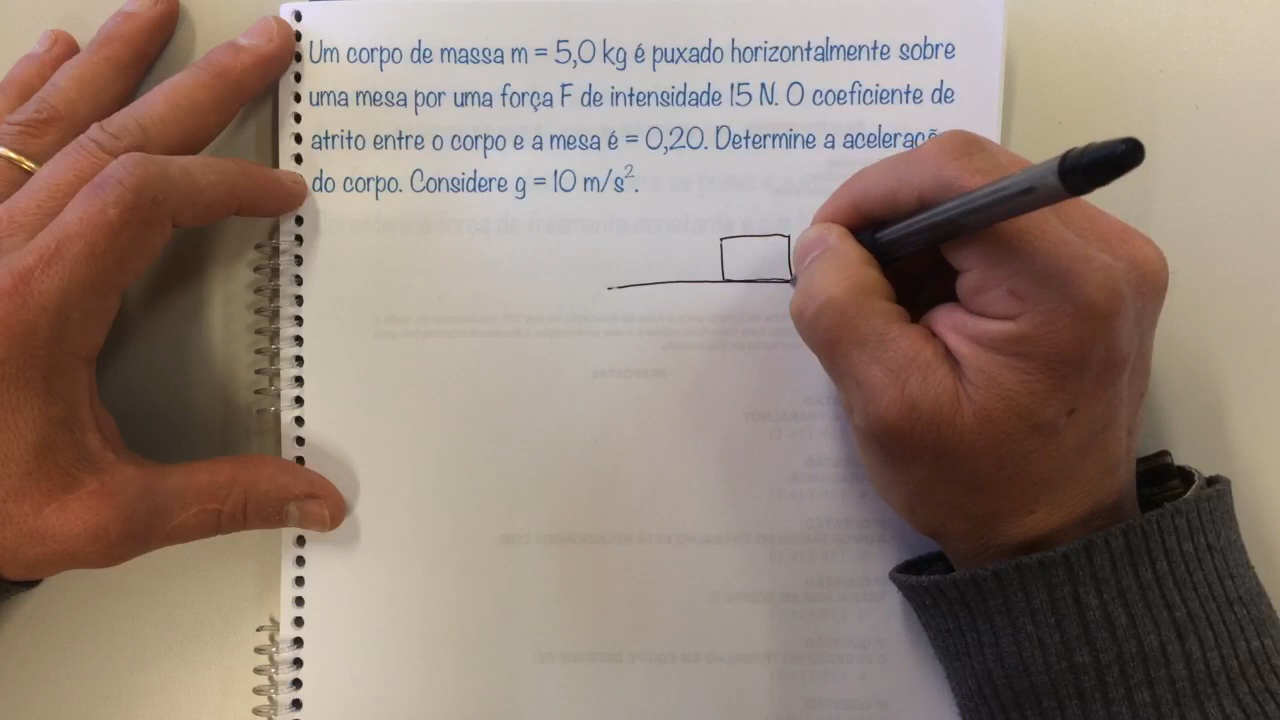 Um corpo de massa m = 5,0 kg é puxado horizontalmente sobre
uma mesa por uma força F de intensidade 15 N. O coeficiente de
atrito entre o corpo e a mesa é = 0,20. Determine a aceleraçã
do corpo. Considere g = 10 m/s².